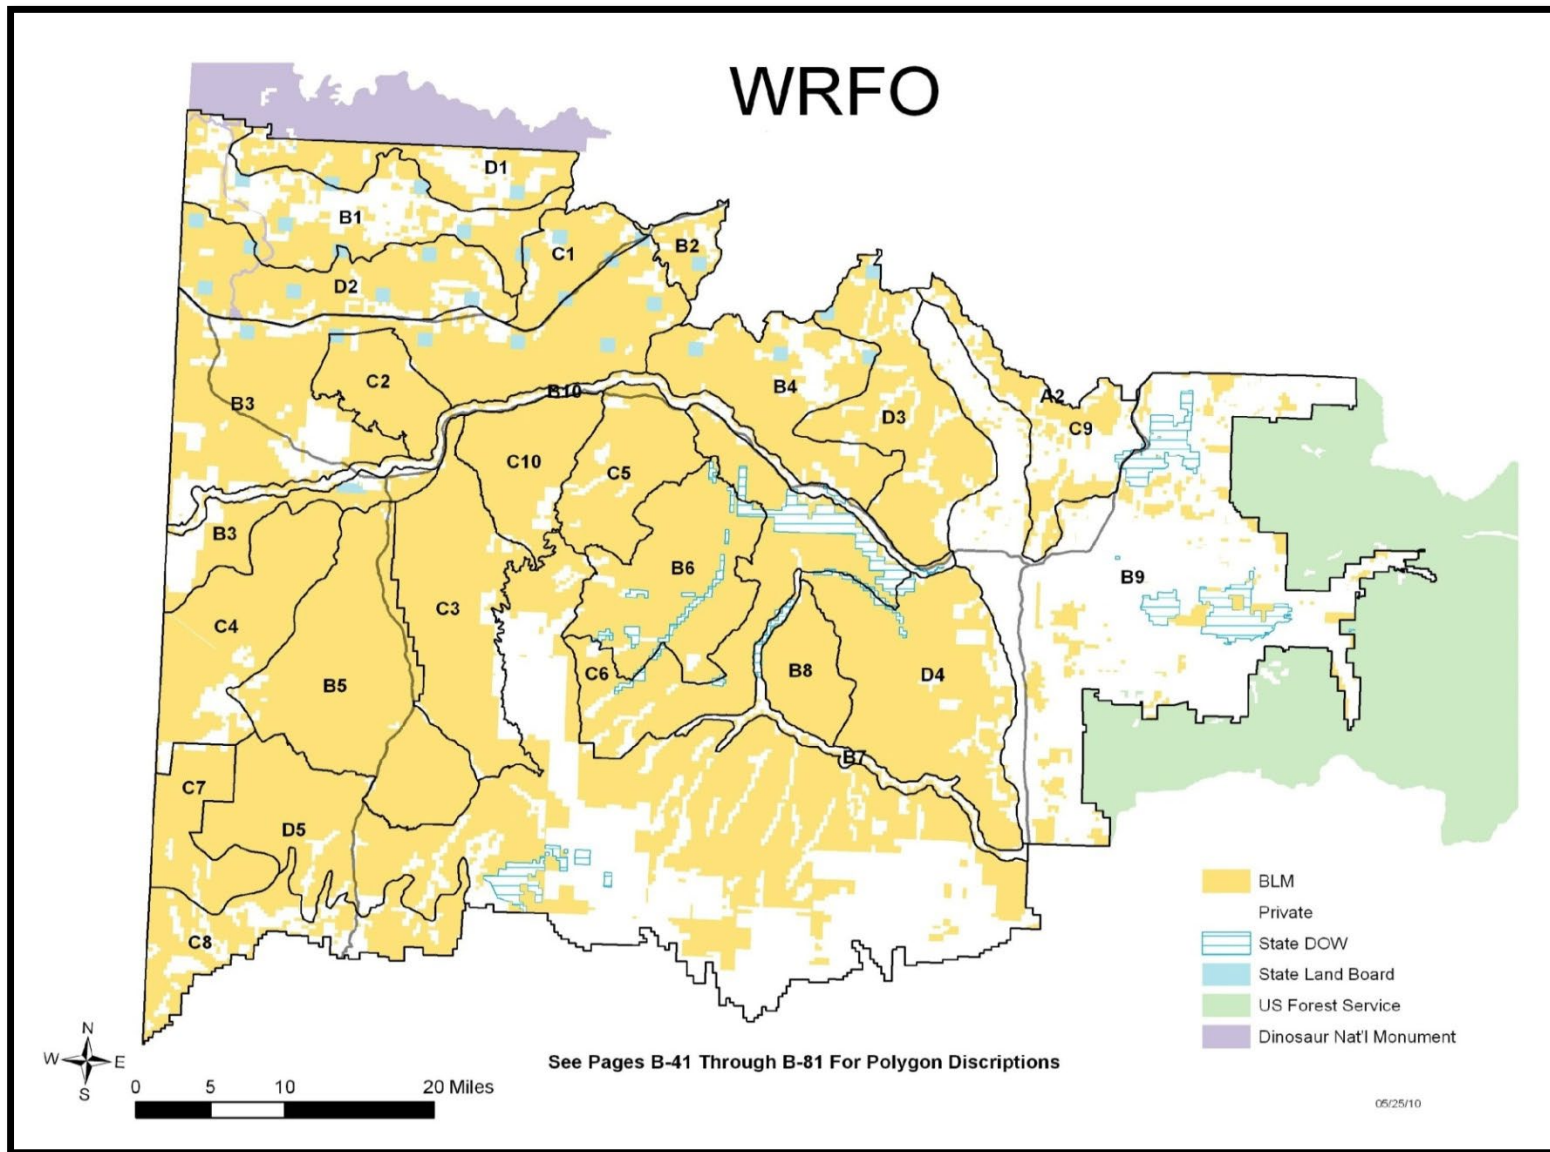 WRFO
D1
B1
C1
B2
D2
C2
B10
B4
B3
A2
D3
C9
C10
C5
B3
B6
B9
C3
C4
C6
B8
D4
B5
B7
C7
D5
C8
BLM
Private
State DOW
State Land Board
US Forest Service
Dinosaur Nat'l Monument
N
W E
S
See Pages B-41 Through B-81 For Polygon Discriptions
0 5 10 20 Miles
05/25/10